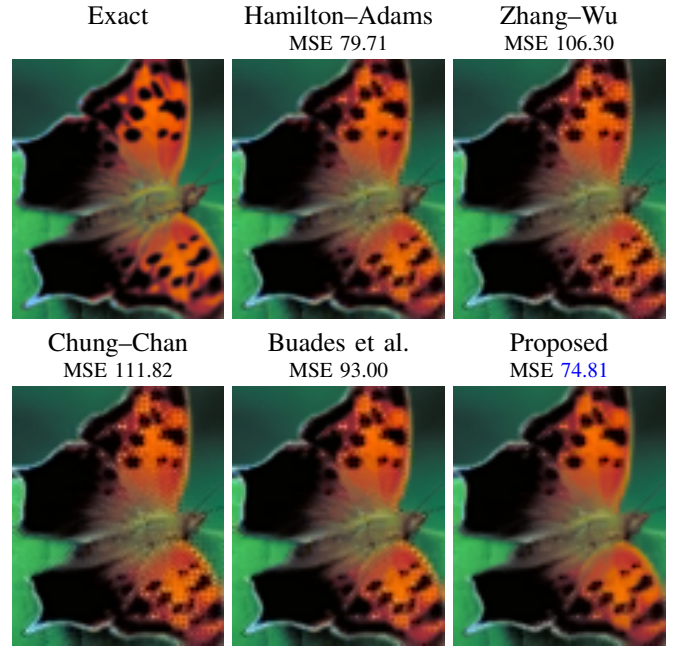 Exact
Hamilton–Adams
MSE 79.71
Zhang–Wu
MSE 106.30
Chung–Chan
MSE 111.82
Buades et al.
MSE 93.00
Proposed
MSE 74.81